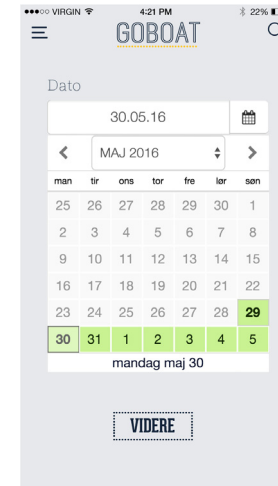 VIRGIN 4:21 PM 22%
GOBOAT
Dato
30.05.16
MAJ 2016
man tir ons tor fre lør søn
25 26 27 28 29 30 1
2 3 4 5 6 7 8
9 10 11 12 13 14 15
16 17 18 19 20 21 22
23 24 25 26 27 28 29
30 31 1 2 3 4 5
mandag maj 30
VIDERE